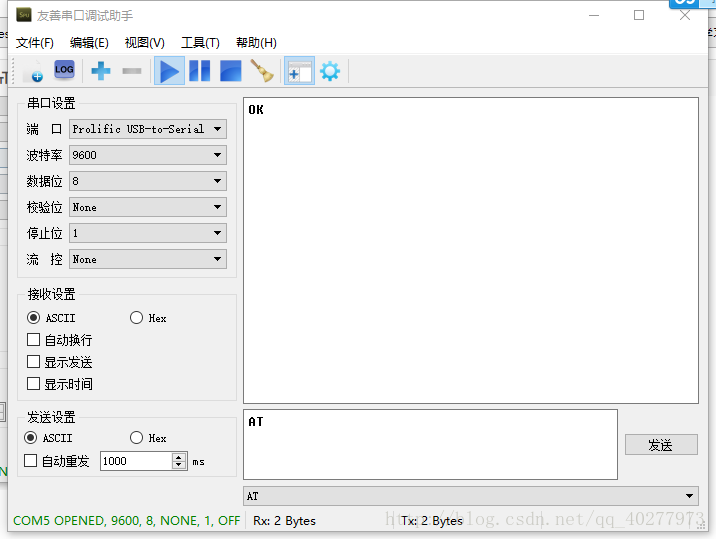 友善串口调试助手
文件(F) 编辑(E) 视图(V) 工具(T) 帮助(H)
LOG
串口设置
端 口 Prolific USB-to-Serial
波特率 9600
数据位 8
校验位 None
停止位 1
流 控 None
接收设置
ASCII Hex
自动换行
显示发送
显示时间
发送设置
ASCII Hex
自动重发 1000 ms
OK
AT
发送
AT
COM5 OPENED, 9600, 8, NONE, 1, OFF Rx: 2 Bytes Tx: 2 Bytes
http://blog.csdn.net/qq_40277973